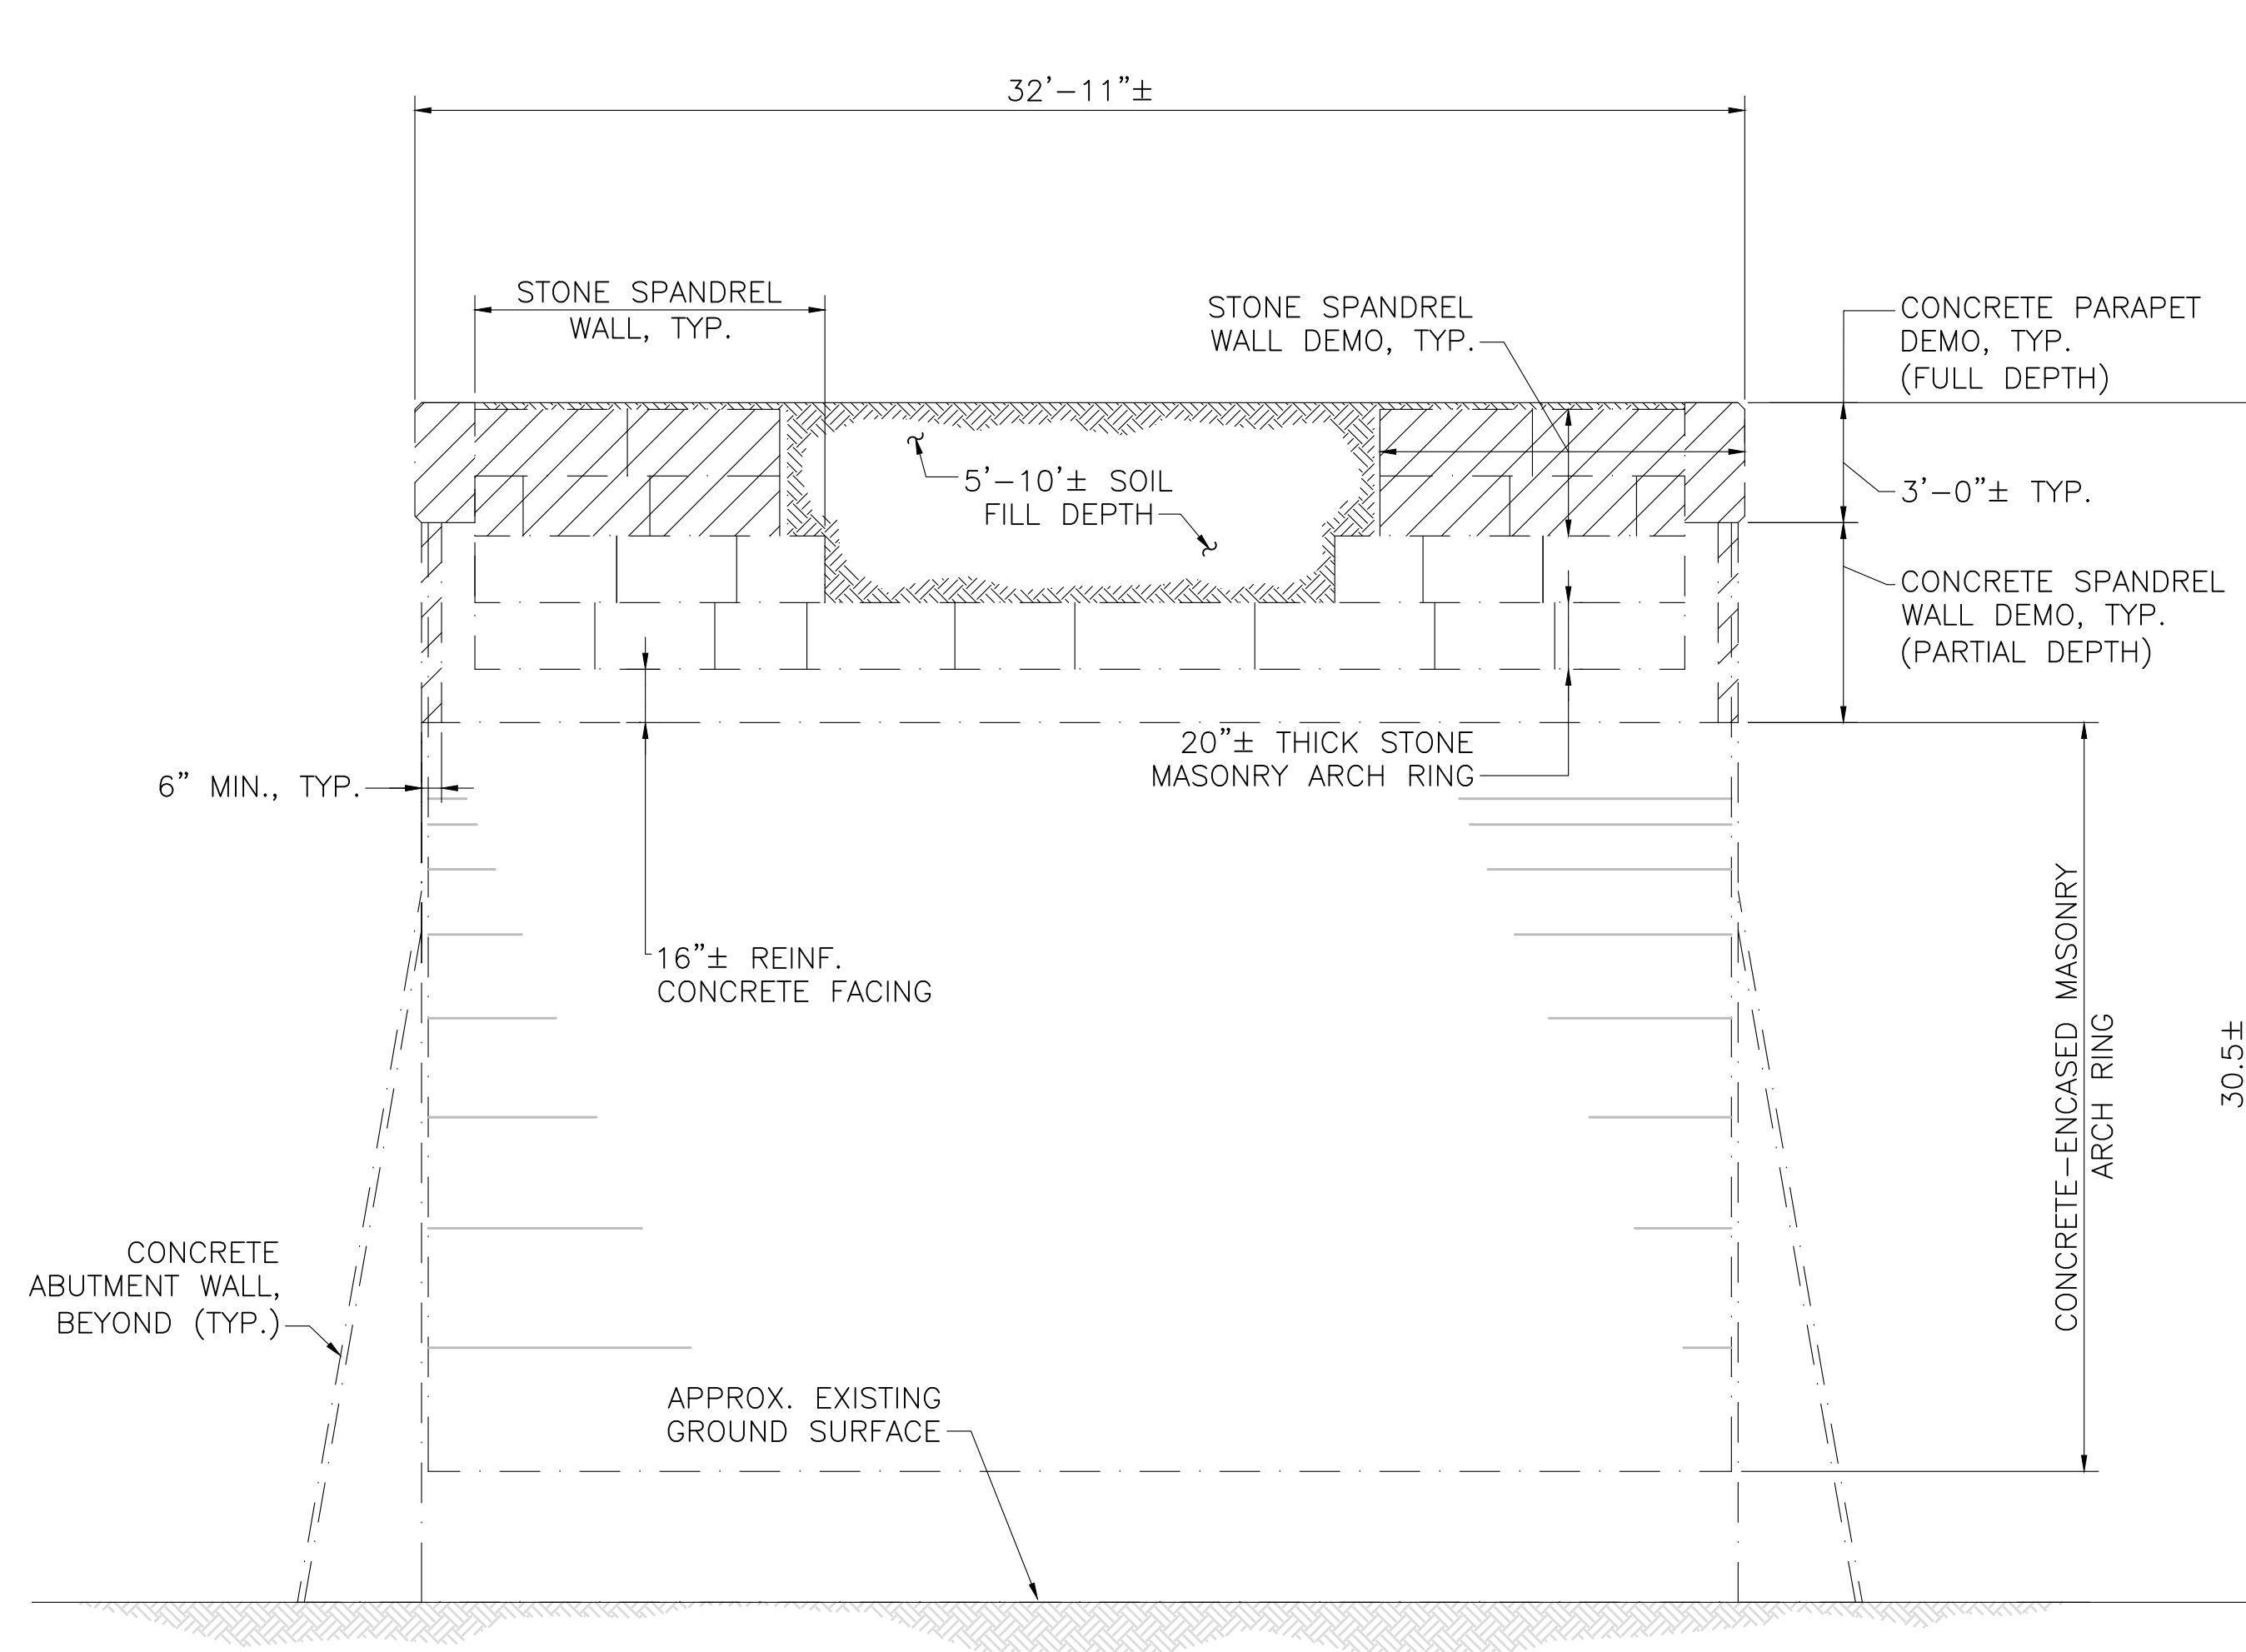 32'-11"±
STONE SPANDREL
WALL, TYP.
STONE SPANDREL
WALL DEMO, TYP.
CONCRETE PARAPET
DEMO, TYP.
(FULL DEPTH)
5'-10'± SOIL
FILL DEPTH
3'-0"± TYP.
CONCRETE SPANDREL
WALL DEMO, TYP.
(PARTIAL DEPTH)
20"± THICK STONE
MASONRY ARCH RING
6" MIN., TYP.
16"± REINF.
CONCRETE FACING
CONCRETE-ENCASED MASONRY
ARCH RING
30.5±
CONCRETE
ABUTMENT WALL,
BEYOND (TYP.)
APPROX. EXISTING
GROUND SURFACE